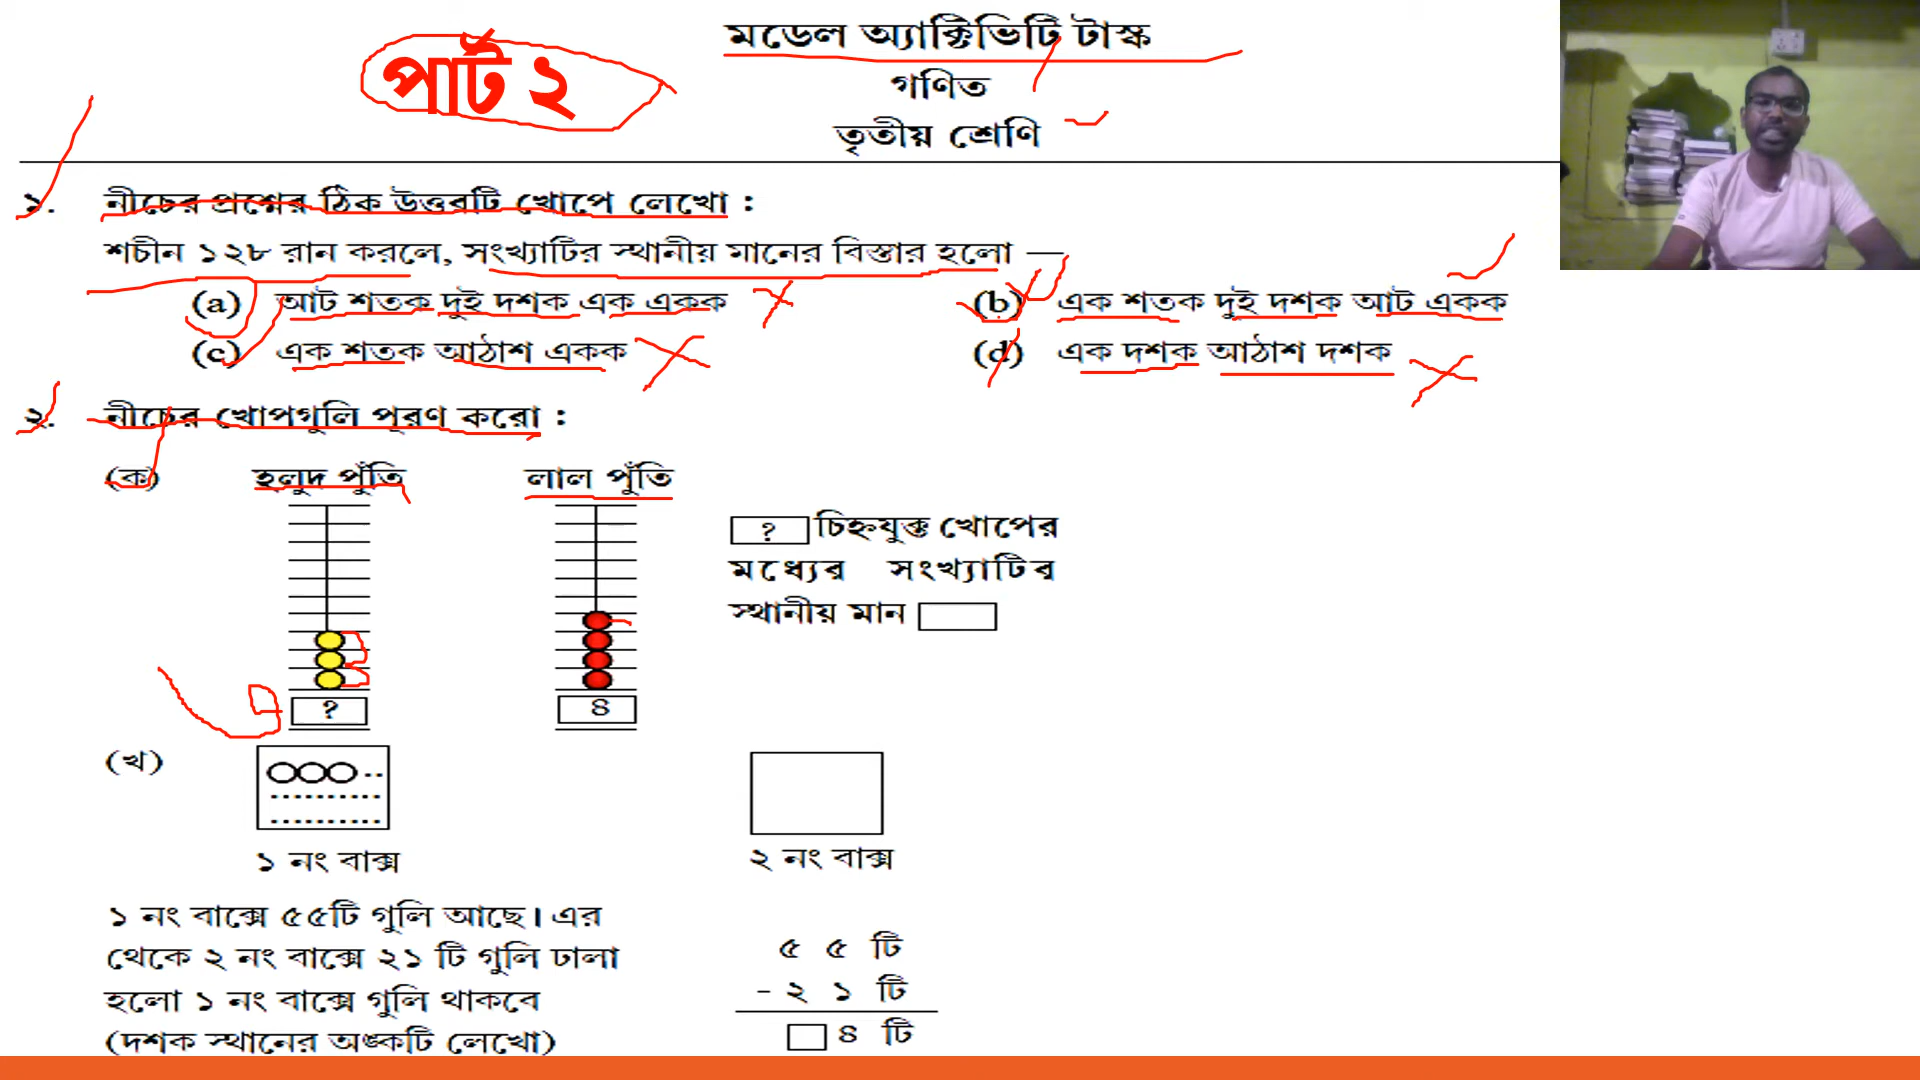 পার্ট ২
মডেল অ্যাক্টিভিটি টাস্ক
গণিত
তৃতীয় শ্রেণি
১. নীচের প্রশ্নের ঠিক উত্তরটি খোপে লেখো :
শচীন ১২৮ রান করলে, সংখ্যাটির স্থানীয় মানের বিস্তার হলো —
(a) আট শতক দুই দশক এক একক (b) এক শতক দুই দশক আট একক
(c) এক শতক আঠাশ একক (d) এক দশক আঠাশ দশক
২. নীচের খোপগুলি পূরণ করো :
(ক) হলুদ পুঁতি লাল পুঁতি
? চিহ্নযুক্ত খোপের
মধ্যের সংখ্যাটির
স্থানীয় মান
? ৪
(খ)
১ নং বাক্স ২ নং বাক্স
১ নং বাক্সে ৫৫টি গুলি আছে। এর
থেকে ২ নং বাক্সে ২১ টি গুলি ঢালা
হলো ১ নং বাক্সে গুলি থাকবে
(দশক স্থানের অঙ্কটি লেখো)
৫ ৫ টি
- ২ ১ টি
৪ টি